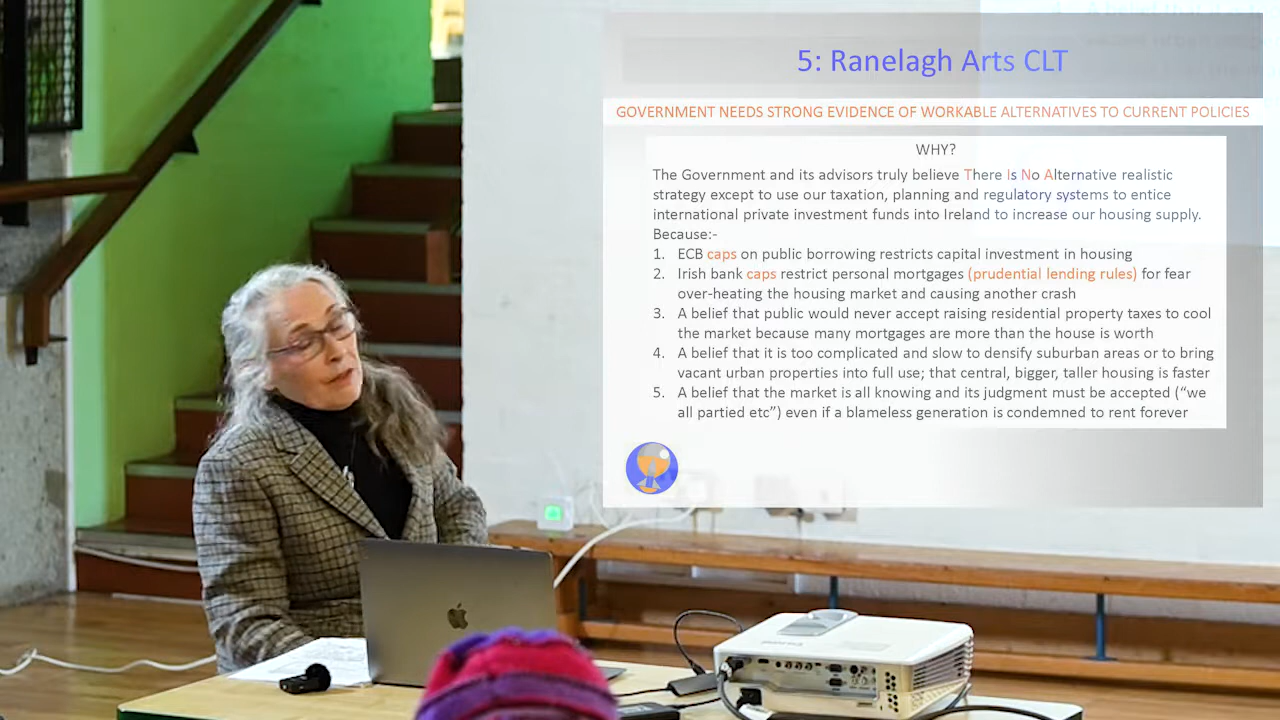 5: Ranelagh Arts CLT
GOVERNMENT NEEDS STRONG EVIDENCE OF WORKABLE ALTERNATIVES TO CURRENT POLICIES
WHY?
The Government and its advisors truly believe There Is No Alternative realistic
strategy except to use our taxation, planning and regulatory systems to entice
international private investment funds into Ireland to increase our housing supply.
Because:-
1. ECB caps on public borrowing restricts capital investment in housing
2. Irish bank caps restrict personal mortgages (prudential lending rules) for fear
over-heating the housing market and causing another crash
3. A belief that public would never accept raising residential property taxes to cool
the market because many mortgages are more than the house is worth
4. A belief that it is too complicated and slow to densify suburban areas or to bring
vacant urban properties into full use; that central, bigger, taller housing is faster
5. A belief that the market is all knowing and its judgment must be accepted (“we
all partied etc”) even if a blameless generation is condemned to rent forever